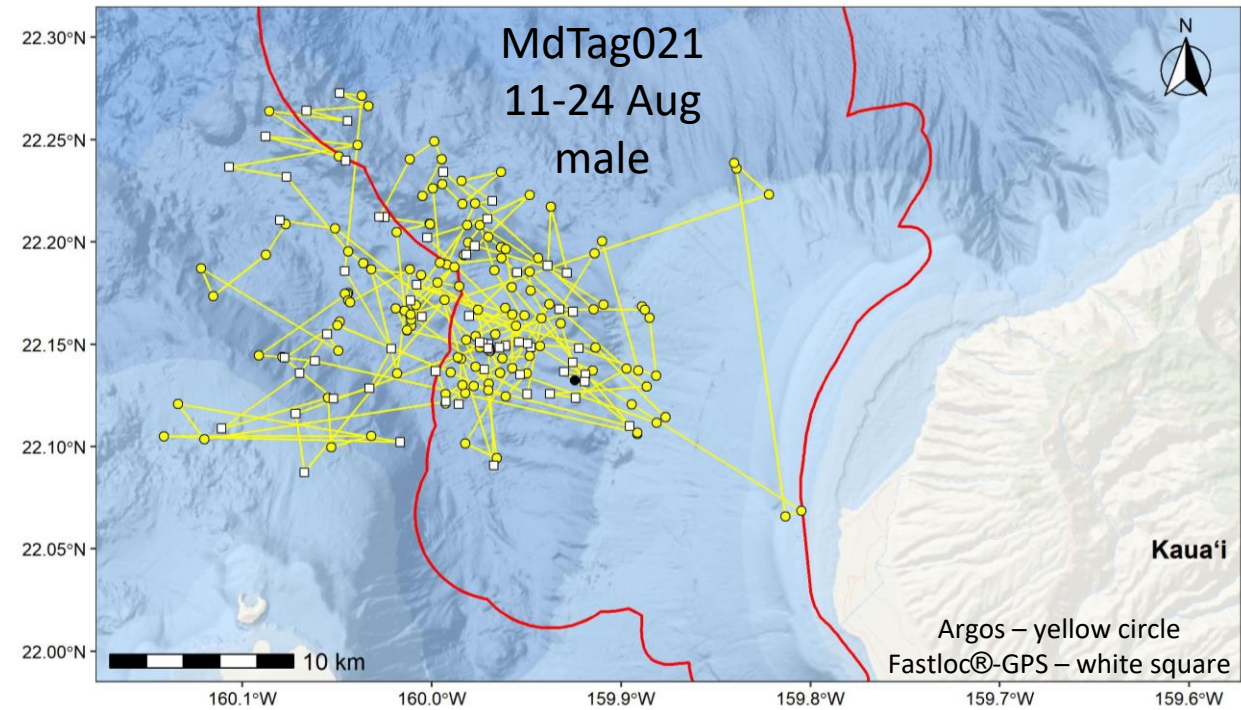 MdTag021
11-24 Aug
male
N
22.30°N
22.25°N
22.20°N
22.15°N
22.10°N
22.05°N
22.00°N
Kauaʻi
Argos – yellow circle
Fastloc®-GPS – white square
10 km
160.1°W
160.0°W
159.9°W
159.8°W
159.7°W
159.6°W